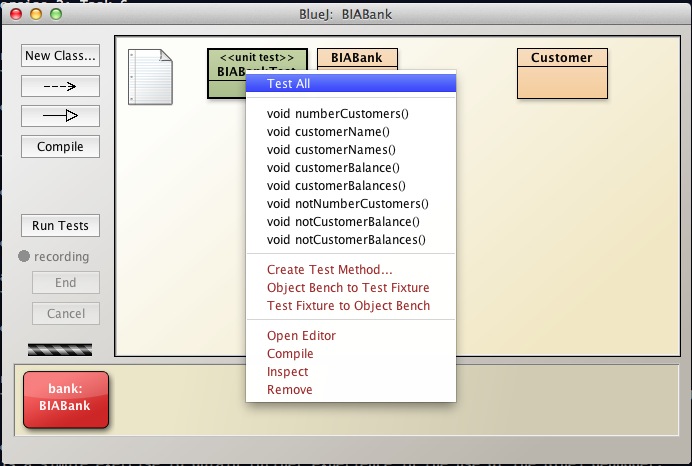 BlueJ: BIABank
New Class...
Compile
Run Tests
recording
End
Cancel
<<unit test>>
BIABankTest
BIABank
Customer
Test All
void numberCustomers()
void customerName()
void customerNames()
void customerBalance()
void customerBalances()
void notNumberCustomers()
void notCustomerBalance()
void notCustomerBalances()
Create Test Method...
Object Bench to Test Fixture
Test Fixture to Object Bench
Open Editor
Compile
Inspect
Remove
bank:
BIABank